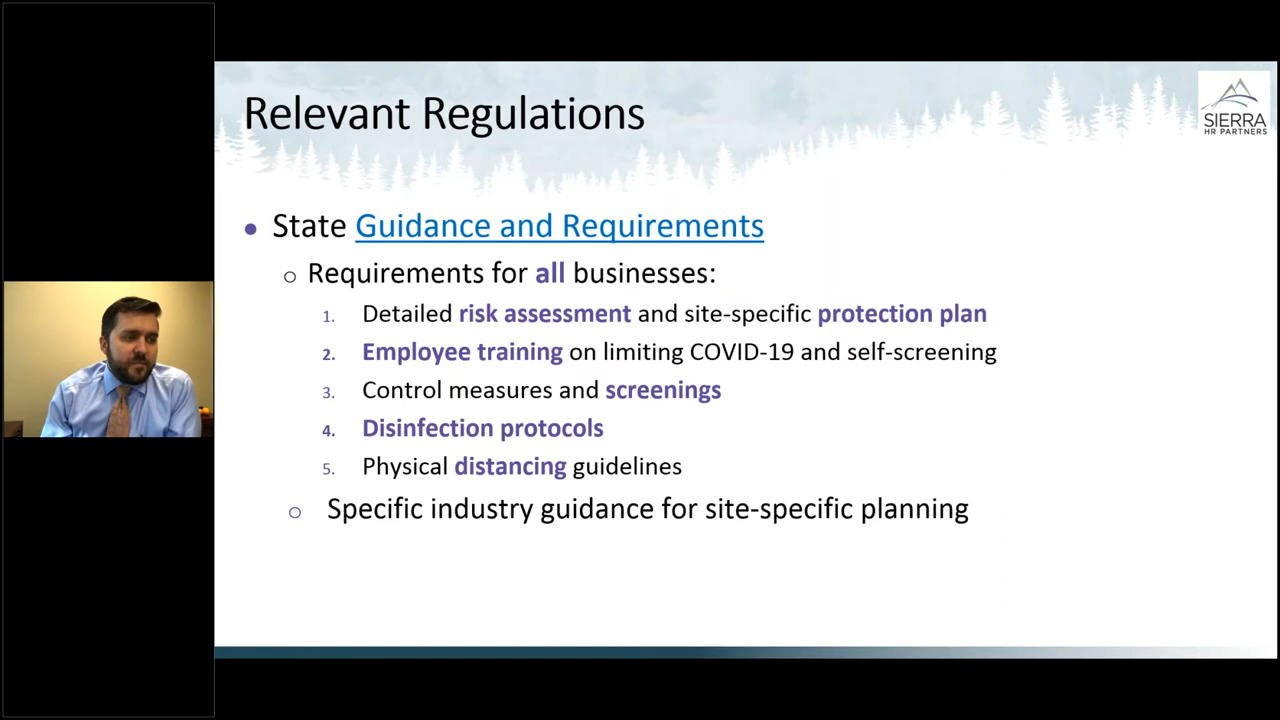 Relevant Regulations
SIERRA
HR PARTNERS
• State Guidance and Requirements
o Requirements for all businesses:
1. Detailed risk assessment and site-specific protection plan
2. Employee training on limiting COVID-19 and self-screening
3. Control measures and screenings
4. Disinfection protocols
5. Physical distancing guidelines
o Specific industry guidance for site-specific planning